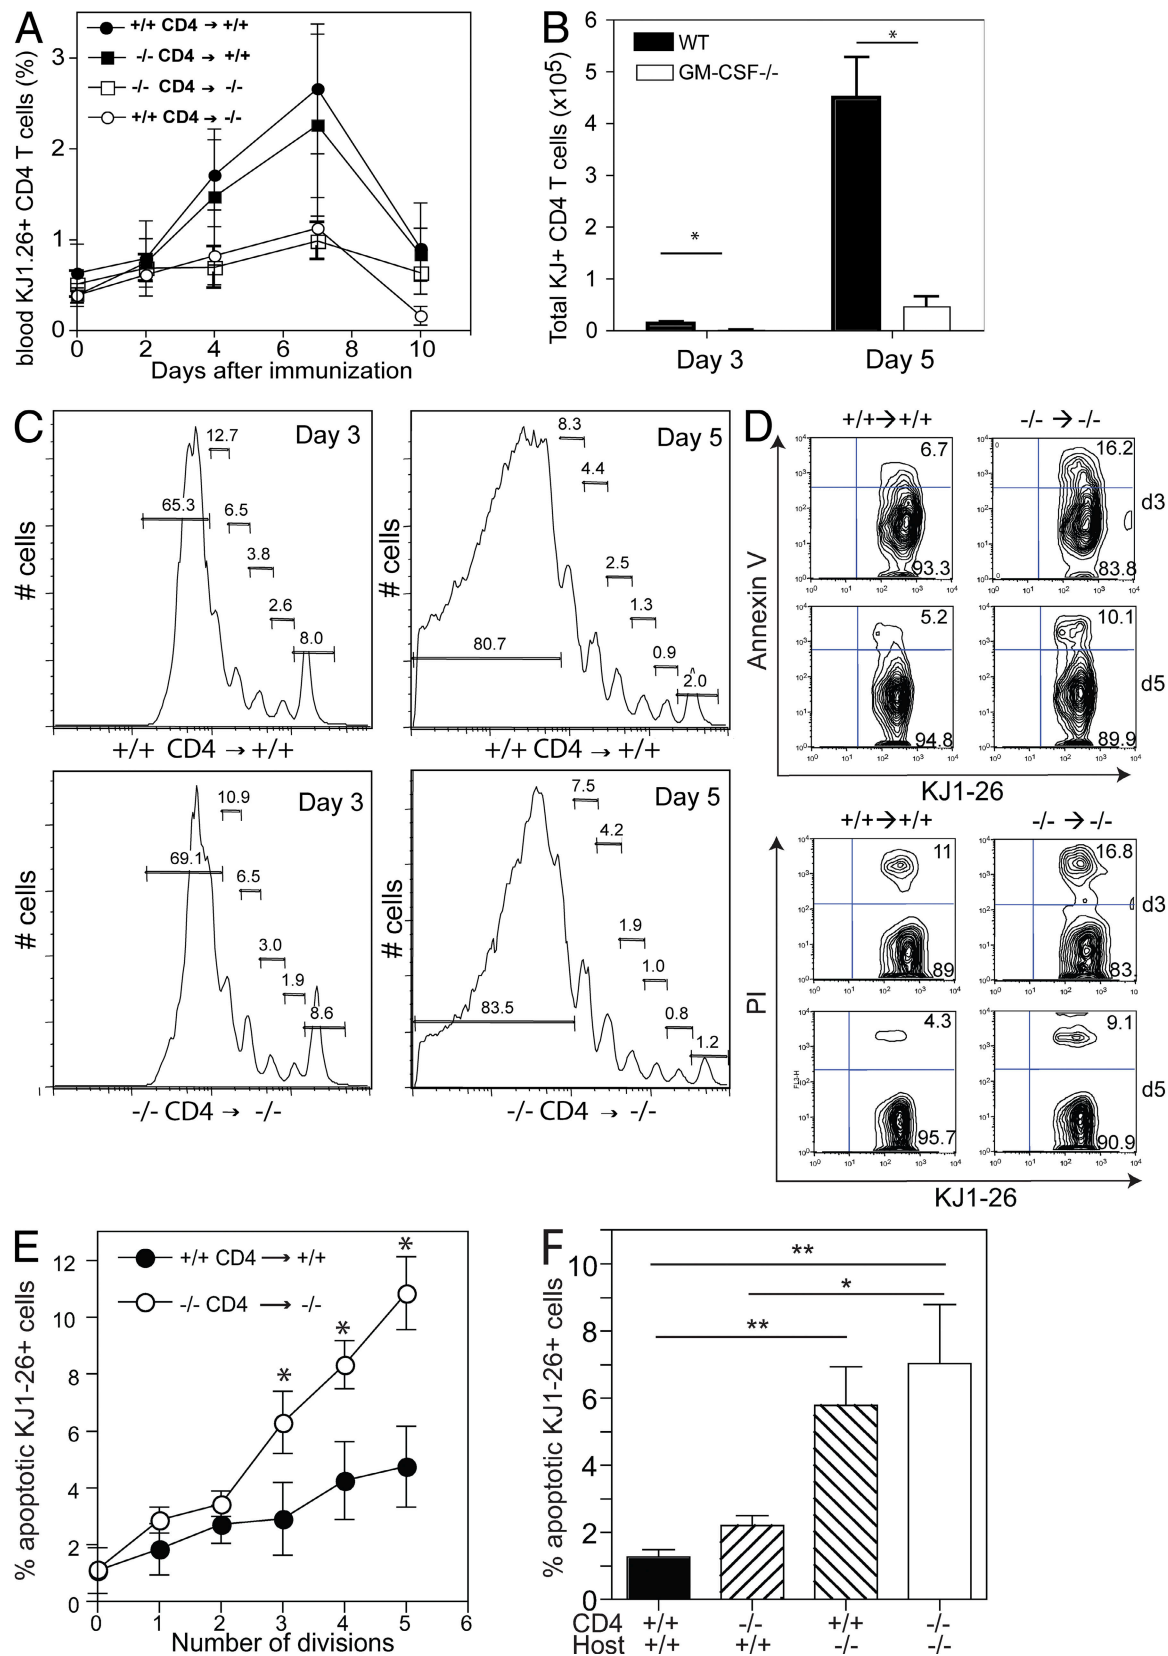 A
+/+ CD4 → +/+
-/- CD4 → +/+
-/- CD4 → -/-
+/+ CD4 → -/-
blood KJ1.26+ CD4 T cells (%)
3
2
1
0
0 2 4 6 8 10
Days after immunization
B
WT
GM-CSF-/-
*
*
Total KJ+ CD4 T cells (x10⁵)
6
5
4
3
2
1
0
Day 3 Day 5
C
Day 3
12.7
65.3
6.5
3.8
2.6
8.0
# cells
+/+ CD4 → +/+
Day 5
8.3
4.4
2.5
1.3
0.9
80.7
2.0
# cells
+/+ CD4 → +/+
Day 3
10.9
69.1
6.5
3.0
1.9
8.6
# cells
-/- CD4 → -/-
Day 5
7.5
4.2
1.9
1.0
0.8
83.5
1.2
# cells
-/- CD4 → -/-
D
+/+→+/+ -/- →-/-
6.7 16.2
d3
93.3 83.8
5.2 10.1
d5
94.8 89.9
Annexin V
KJ1-26
+/+→+/+ -/- →-/-
11 16.8
d3
89 83.
4.3 9.1
FL3-H
d5
95.7 90.9
PI
KJ1-26
E
+/+ CD4 → +/+
-/- CD4 → -/-
*
*
*
% apoptotic KJ1-26+ cells
12
10
8
6
4
2
0
0 1 2 3 4 5 6
Number of divisions
F
**
*
**
% apoptotic KJ1-26+ cells
10
8
6
4
2
0
CD4 +/+ -/- +/+ -/-
Host +/+ +/+ -/- -/-